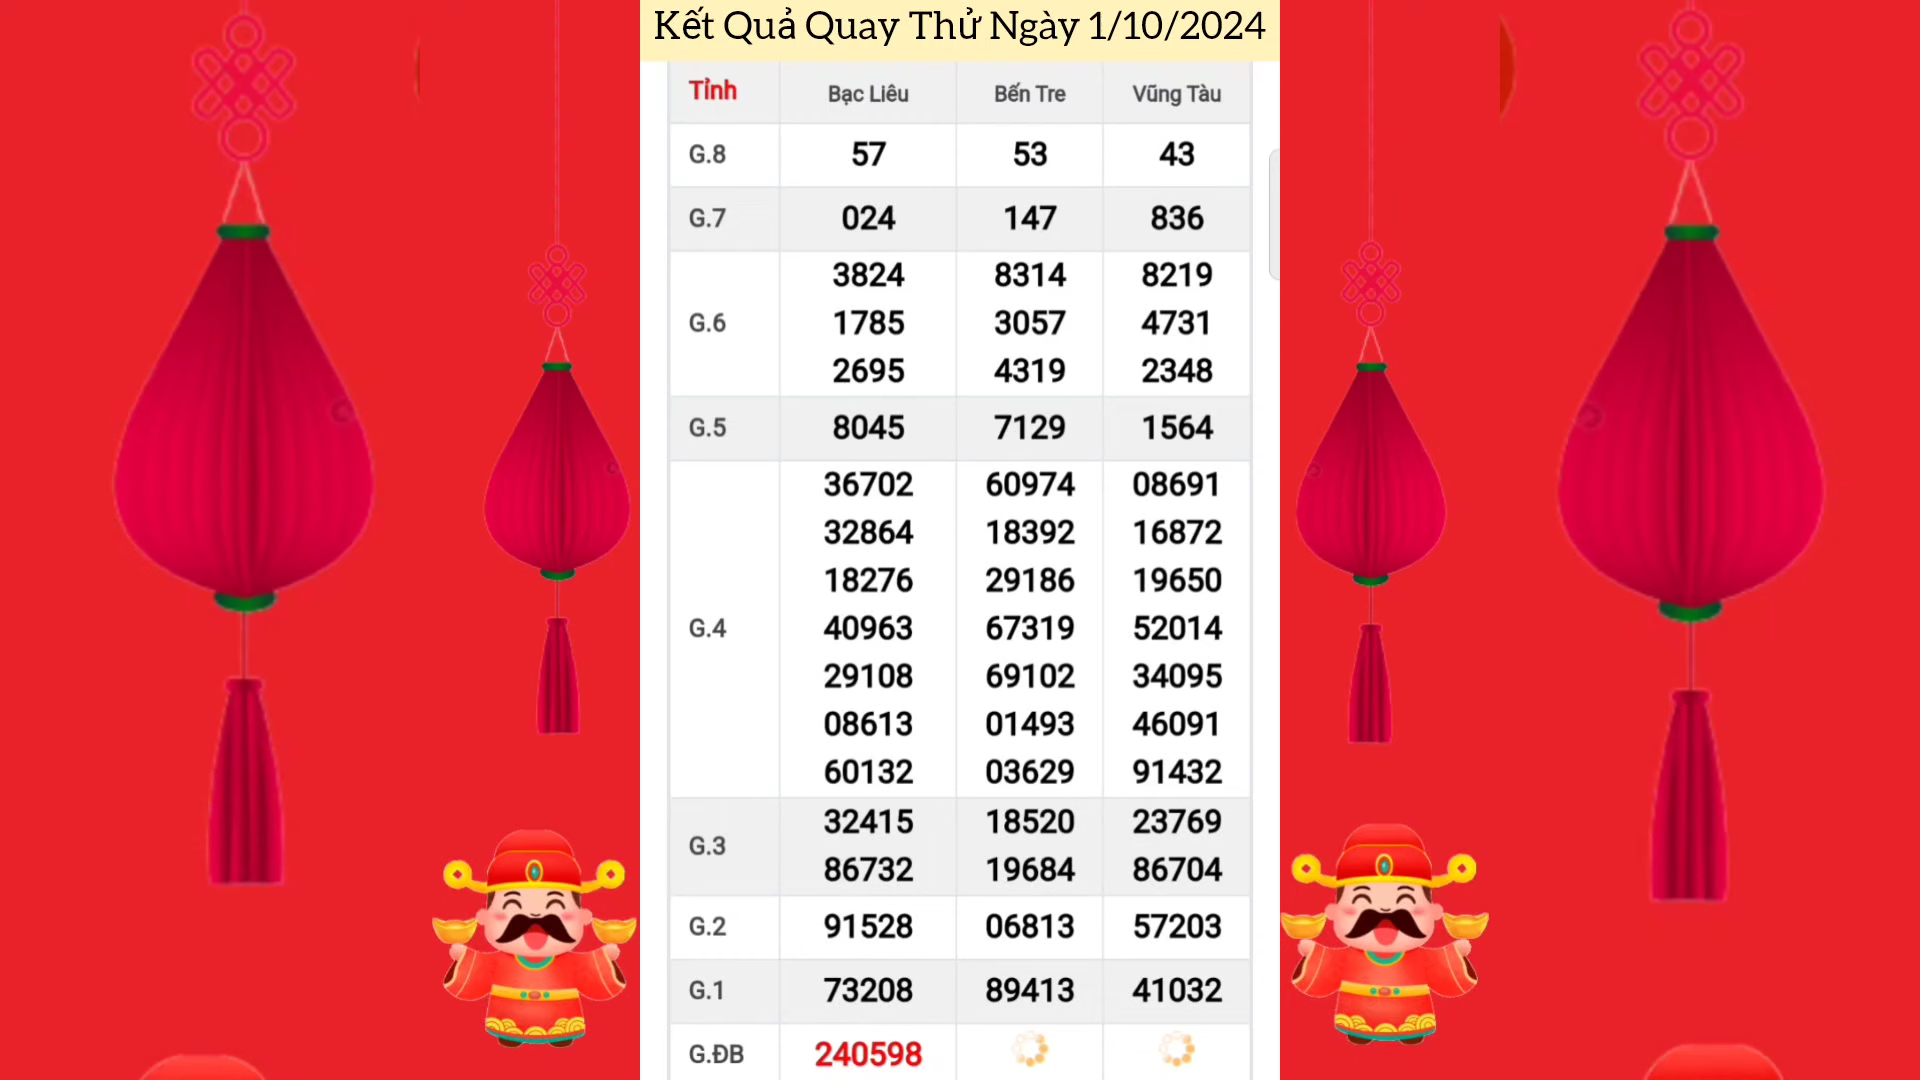 Kết Quả Quay Thử Ngày 1/10/2024
Tỉnh Bạc Liêu Bến Tre Vũng Tàu
G.8 57 53 43
G.7 024 147 836
3824 8314 8219
G.6 1785 3057 4731
2695 4319 2348
G.5 8045 7129 1564
36702 60974 08691
32864 18392 16872
18276 29186 19650
G.4 40963 67319 52014
29108 69102 34095
08613 01493 46091
60132 03629 91432
G.3 32415 18520 23769
86732 19684 86704
G.2 91528 06813 57203
G.1 73208 89413 41032
G.ĐB 240598